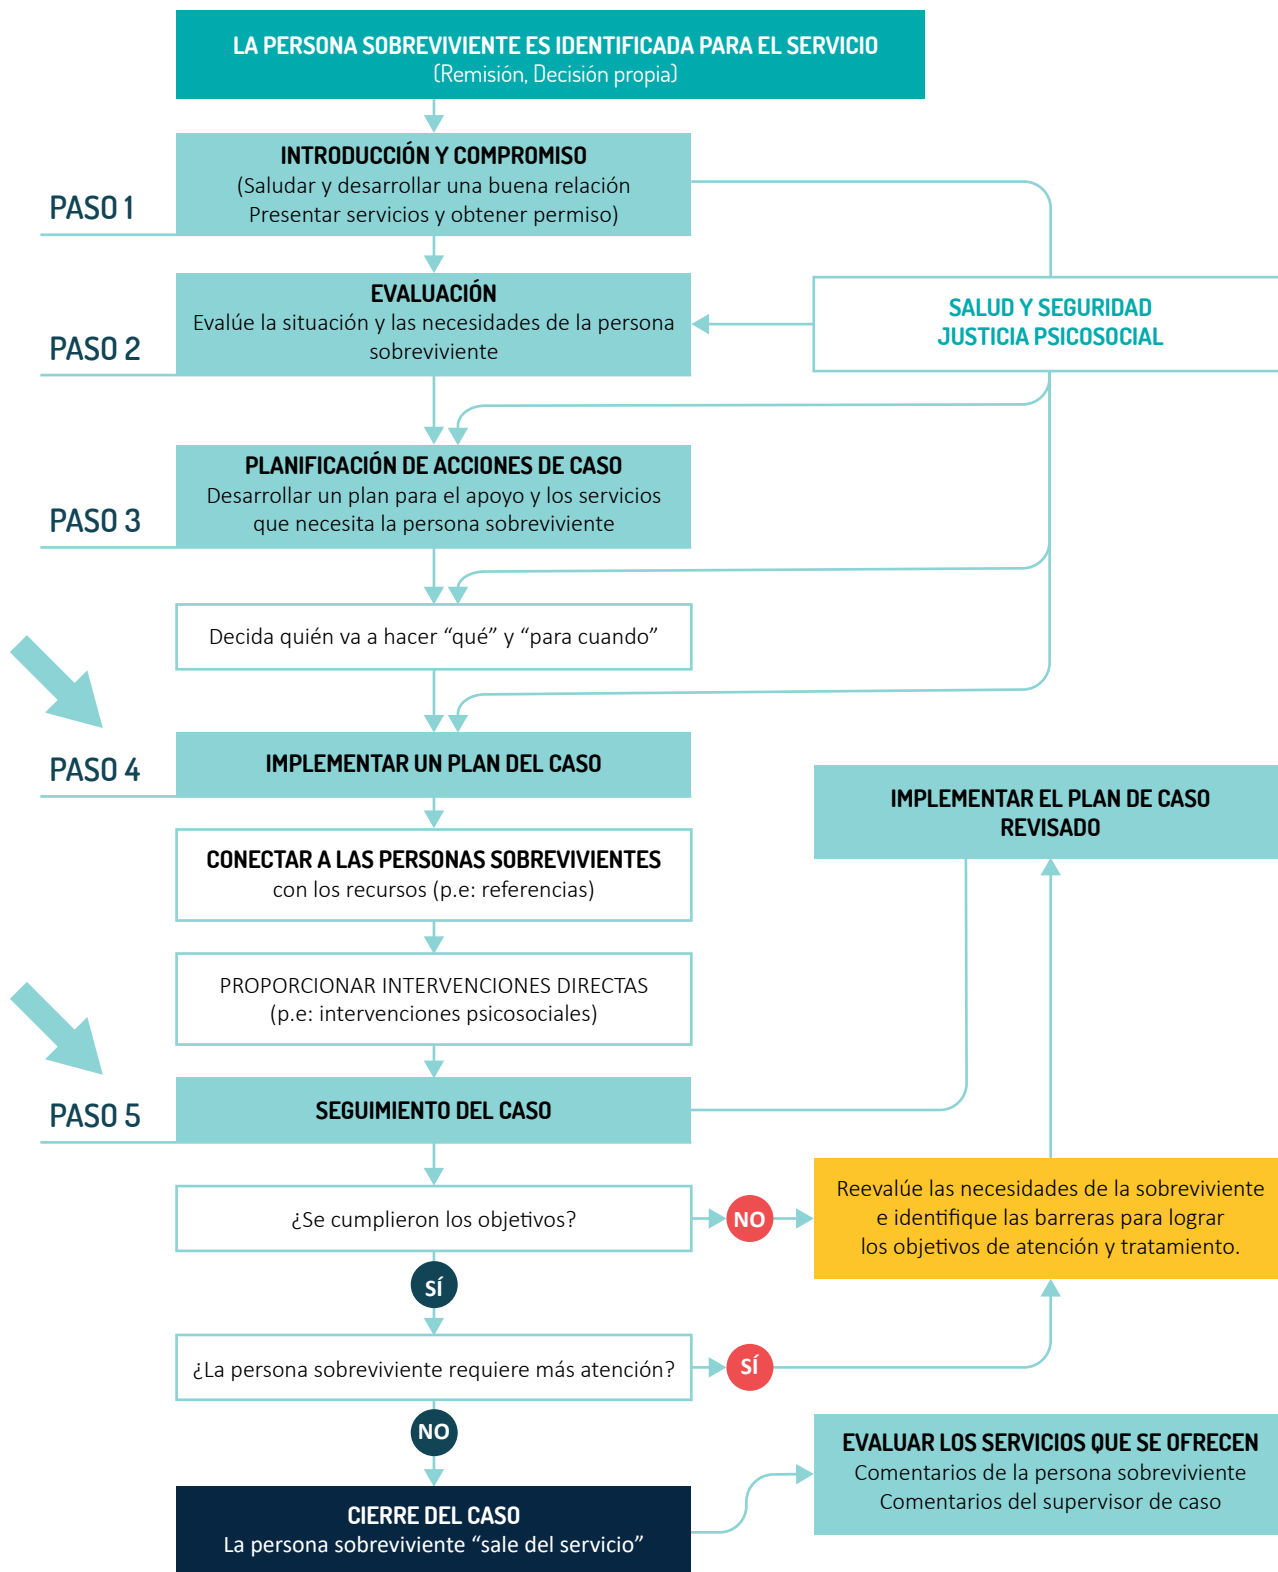 LA PERSONA SOBREVIVIENTE ES IDENTIFICADA PARA EL SERVICIO
(Remisión, Decisión propia)
PASO 1
INTRODUCCIÓN Y COMPROMISO
(Saludar y desarrollar una buena relación
Presentar servicios y obtener permiso)
PASO 2
EVALUACIÓN
Evalúe la situación y las necesidades de la persona
sobreviviente
SALUD Y SEGURIDAD
JUSTICIA PSICOSOCIAL
PASO 3
PLANIFICACIÓN DE ACCIONES DE CASO
Desarrollar un plan para el apoyo y los servicios
que necesita la persona sobreviviente
Decida quién va a hacer “qué” y “para cuando”
PASO 4
IMPLEMENTAR UN PLAN DEL CASO
IMPLEMENTAR EL PLAN DE CASO
REVISADO
CONECTAR A LAS PERSONAS SOBREVIVIENTES
con los recursos (p.e: referencias)
PROPORCIONAR INTERVENCIONES DIRECTAS
(p.e: intervenciones psicosociales)
PASO 5
SEGUIMIENTO DEL CASO
¿Se cumplieron los objetivos?
NO
Reevalúe las necesidades de la sobreviviente
e identifique las barreras para lograr
los objetivos de atención y tratamiento.
SÍ
¿La persona sobreviviente requiere más atención?
SÍ
NO
EVALUAR LOS SERVICIOS QUE SE OFRECEN
Comentarios de la persona sobreviviente
Comentarios del supervisor de caso
CIERRE DEL CASO
La persona sobreviviente “sale del servicio”